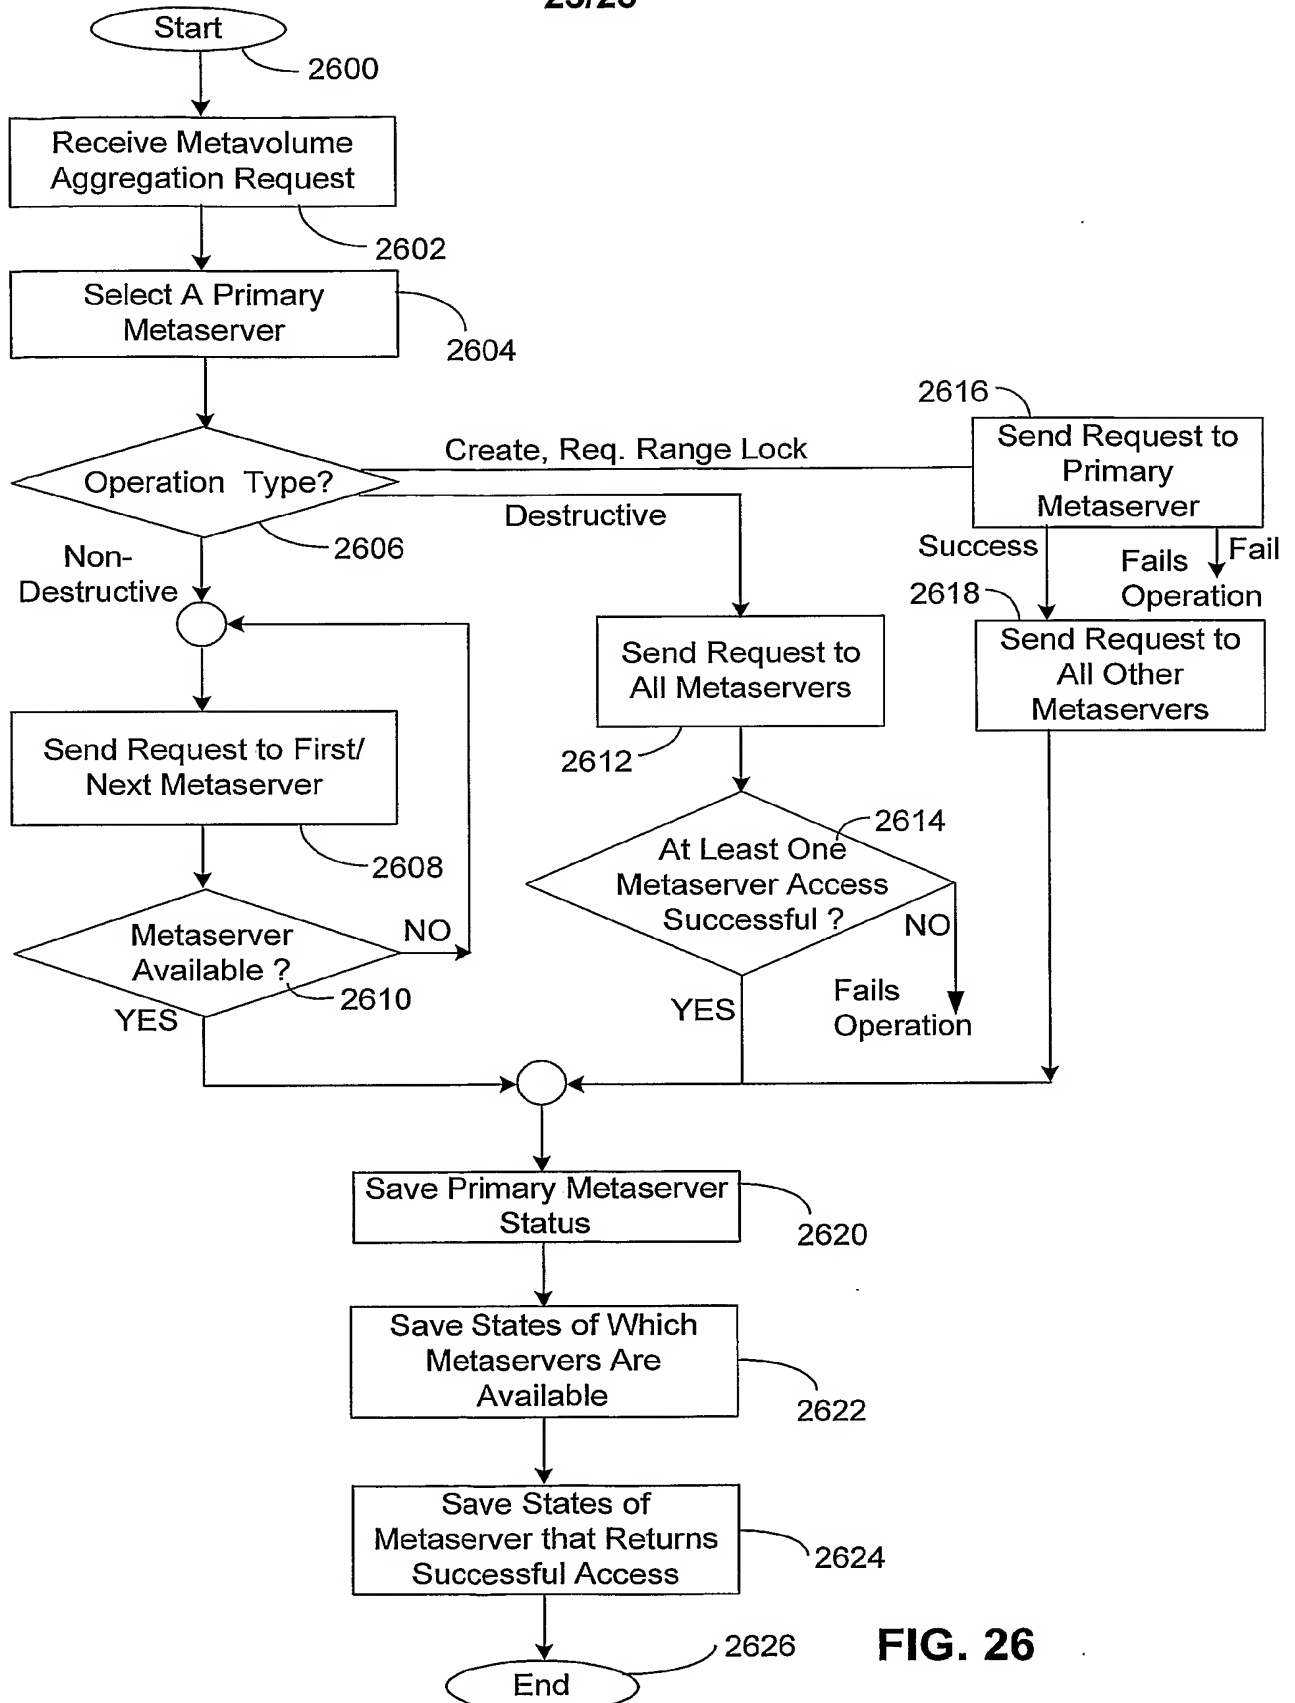 Start
2600
Receive Metavolume
Aggregation Request
2602
Select A Primary
Metaserver
2604
Operation Type?
2606
Create, Req. Range Lock
Destructive
Non-
Destructive
2616
Send Request to
Primary
Metaserver
Success
Fail
Fails
Operation
2618
Send Request to
All Other
Metaservers
Send Request to
All Metaservers
2612
Send Request to First/
Next Metaserver
2608
At Least One
Metaserver Access
Successful ?
2614
NO
Fails
Operation
YES
Metaserver
Available ?
NO
2610
YES
Save Primary Metaserver
Status
2620
Save States of Which
Metaservers Are
Available
2622
Save States of
Metaserver that Returns
Successful Access
2624
End
2626
FIG. 26